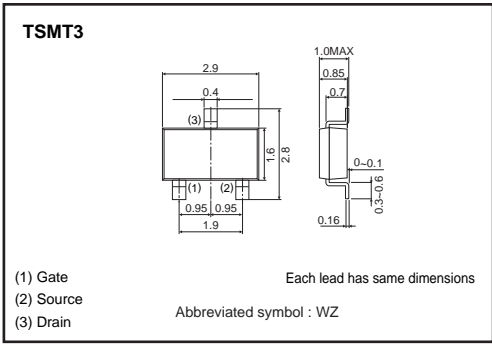 TSMT3
1.0MAX
2.9
0.85
0.4
0.7
(3)
1.6
2.8
0~0.1
(1)
(2)
0.3~0.6
0.95
0.95
0.16
1.9
(1) Gate
Each lead has same dimensions
(2) Source
Abbreviated symbol : WZ
(3) Drain